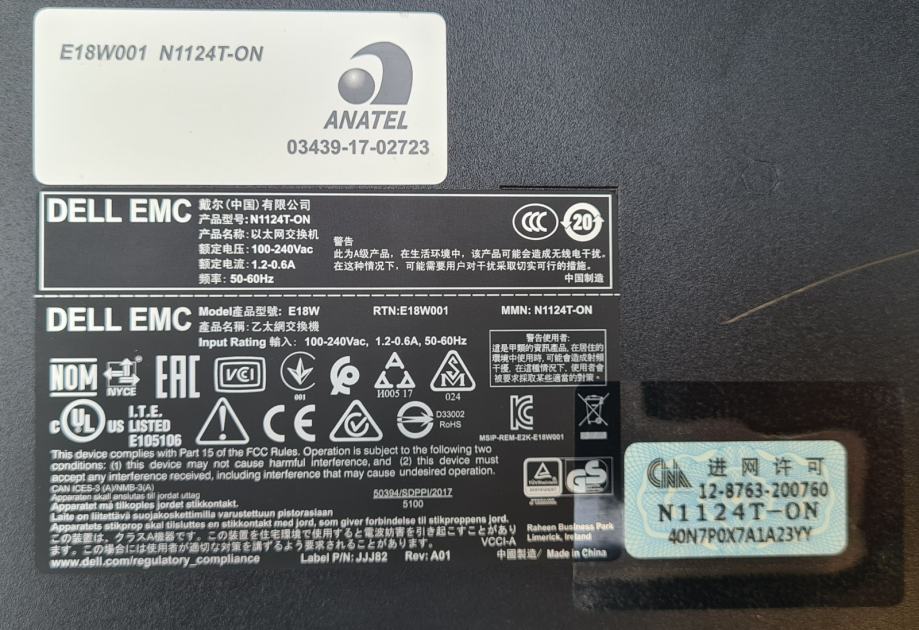 E18W001 N1124T-ON
ANATEL
03439-17-02723
DELL EMC
戴尔(中国)有限公司
产品型号: N1124T-ON
产品名称: 以太网交换机
额定电压: 100-240Vac
额定电流: 1.2-0.6A
频率: 50-60Hz
警告
此为A级产品，在生活环境中，该产品可能会造成无线电干扰。
在这种情况下，可能需要用户对干扰采取切实可行的措施。
中国制造
CCC
20
DELL EMC
Model產品型號: E18W
RTN:E18W001
MMN: N1124T-ON
產品名稱: 乙太網交換機
Input Rating 輸入: 100-240Vac, 1.2-0.6A, 50-60Hz
警告使用者:
這是甲類的資訊產品, 在居住的
環境中使用時, 可能會造成射頻
干擾, 在這種情況下, 使用者會
被要求採取某些適當的對策。
NOM
NYCE
EAC
VCI
001
И005 17
024
c UL US
I.T.E.
LISTED
E105106
CE
D33002
RoHS
MSIP-REM-E2K-E18W001
This device complies with Part 15 of the FCC Rules. Operation is subject to the following two
conditions: (1) this device may not cause harmful interference, and (2) this device must
accept any interference received, including interference that may cause undesired operation.
CAN ICES-3 (A)/NMB-3(A)
Apparaten skall anslutas till jordat uttag
50394/SDPPI/2017
Apparatet må tilkoples jordet stikkontakt.
5100
Laite on liitettävä suojakoskettimilla varustettuun pistorasiaan
Apparatets stikprop skal tilsluttes en stikkontakt med jord, som giver forbindelse til stikproppens jord.
この装置は、クラスA機器です。この装置を住宅環境で使用すると電波妨害を引き起こすことがあり
ます。この場合には使用者が適切な対策を講ずるよう要求されることがあります。
VCCI-A
www.dell.com/regulatory_compliance
Label P/N: JJJ82
Rev: A01
Raheen Business Park
Limerick, Ireland
中國製造/ Made in China
GS
进网许可
12-8763-200760
N1124T-ON
40N7P0X7A1A23YY